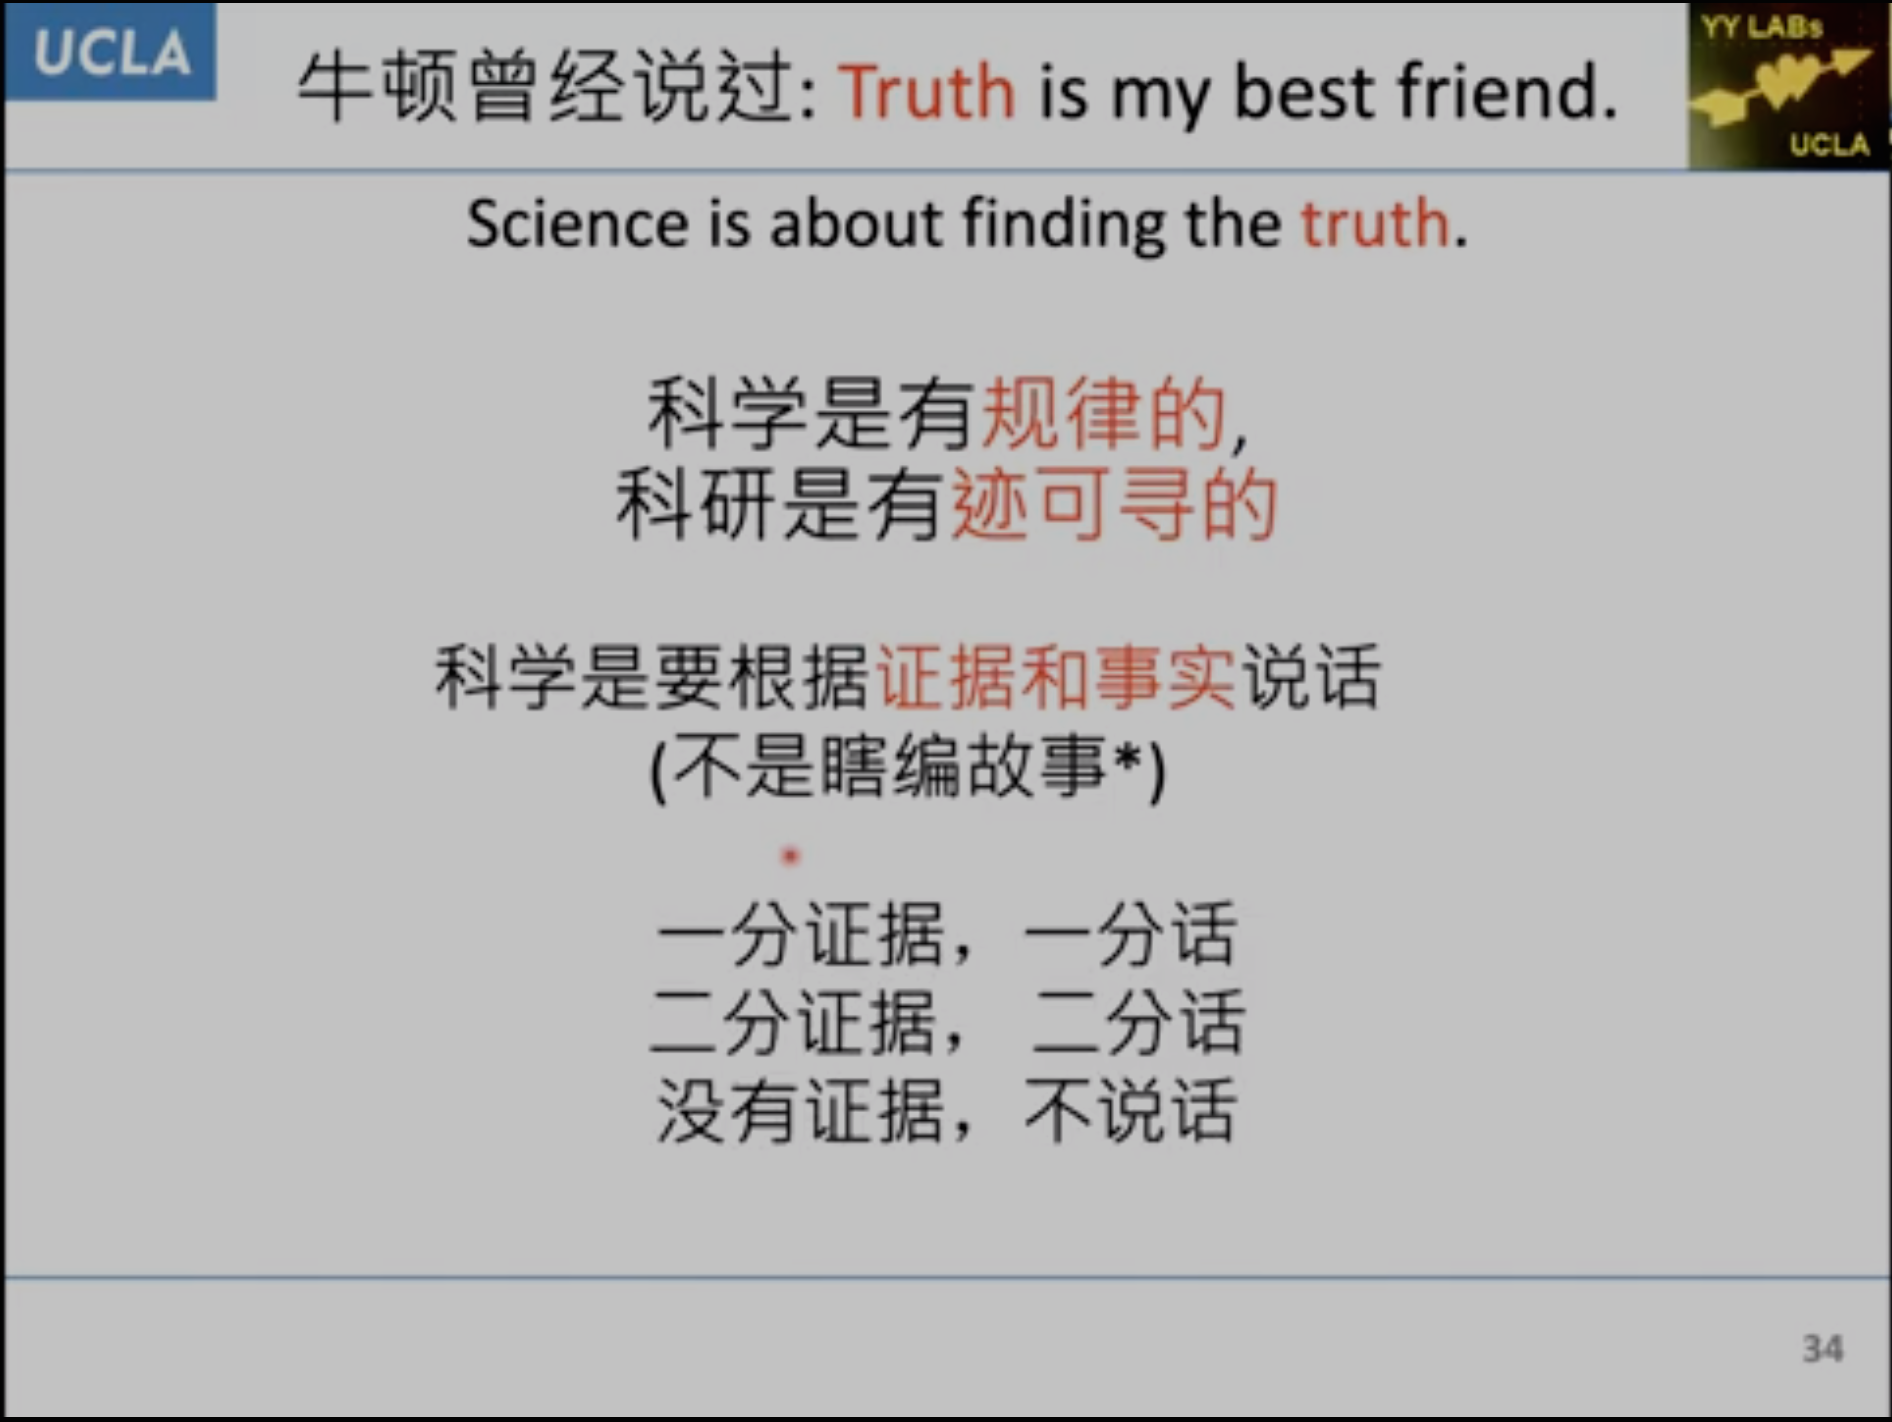 UCLA
牛顿曾经说过: Truth is my best friend.
YY LABs
UCLA
Science is about finding the truth.
科学是有规律的,
科研是有迹可寻的
科学是要根据证据和事实说话
(不是瞎编故事*)
一分证据，一分话
二分证据， 二分话
没有证据，不说话
34